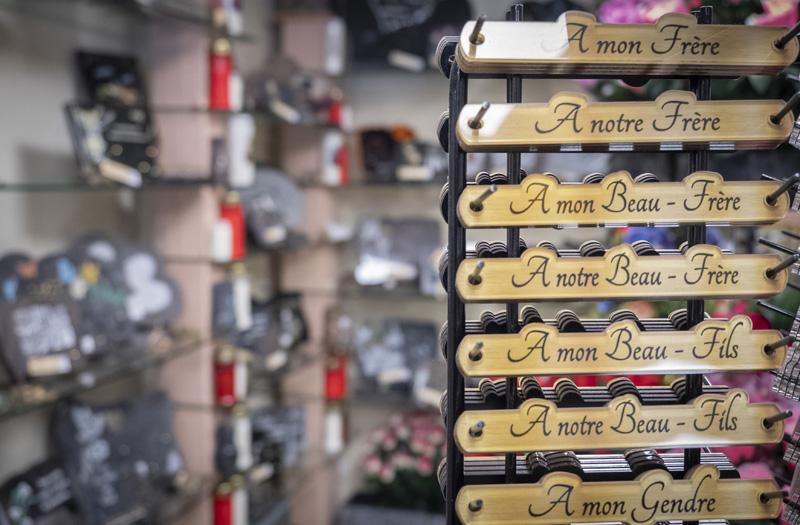 A mon Frère
A notre Frère
A mon Beau - Frère
A notre Beau - Frère
A mon Beau - Fils
A notre Beau - Fils
A mon Gendre